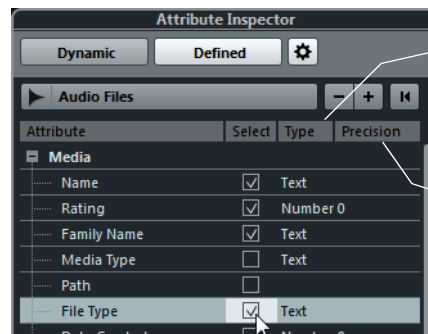 Attribute Inspector
Dynamic Defined
Audio Files
Attribute Select Type Precision
Media
Name Text
Rating Number 0
Family Name Text
Media Type Text
Path
File Type Text